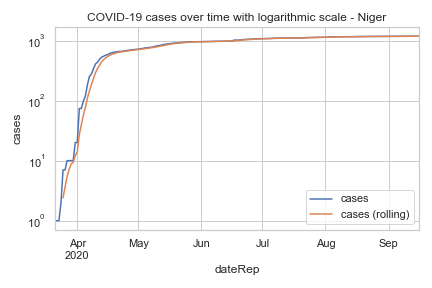 COVID-19 cases over time with logarithmic scale - Niger
10³
10²
10¹
10⁰
cases
cases
cases (rolling)
Apr May Jun Jul Aug Sep
2020
dateRep